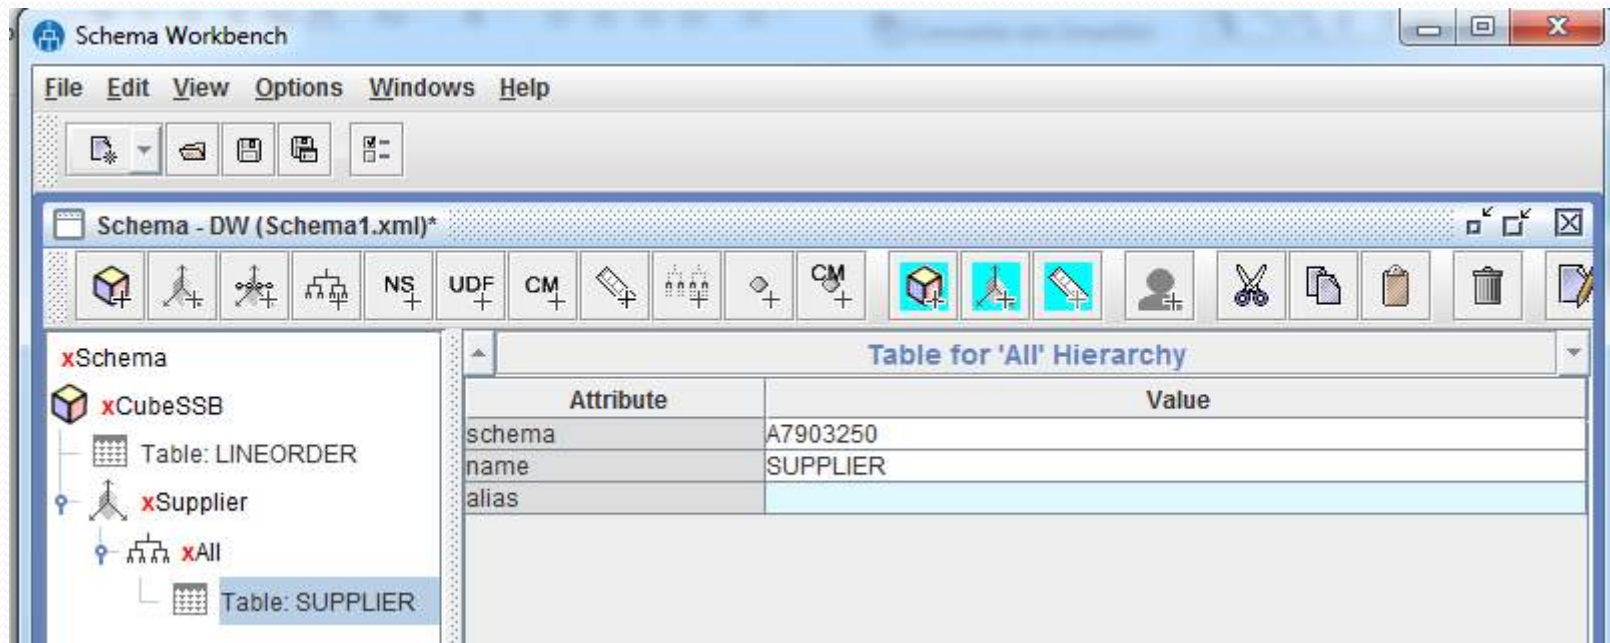 Schema Workbench
File Edit View Options Windows Help
Schema - DW (Schema1.xml)*
NS UDF CM CM
xSchema
xCubeSSB
Table: LINEORDER
xSupplier
xAll
Table: SUPPLIER
Table for 'All' Hierarchy
Attribute Value
schema A7903250
name SUPPLIER
alias